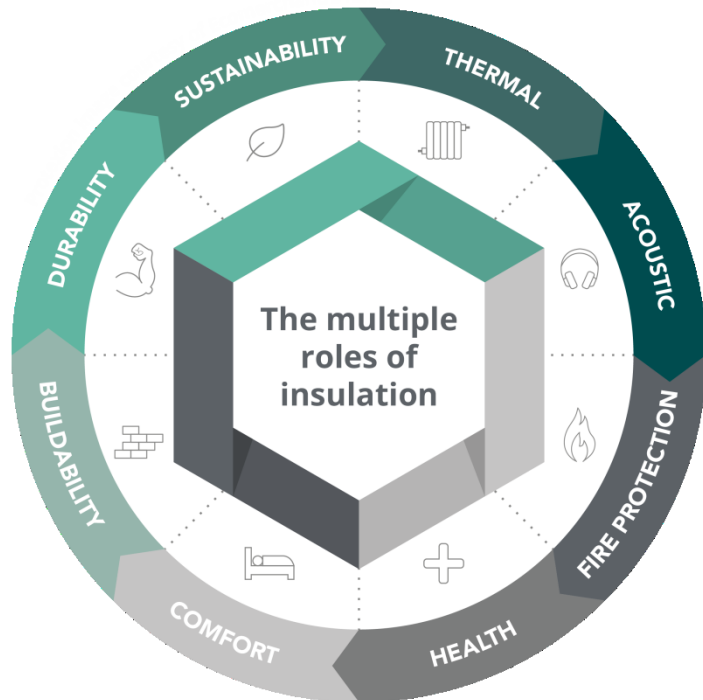 SUSTAINABILITY
THERMAL
ACOUSTIC
FIRE PROTECTION
HEALTH
COMFORT
BUILDABILITY
DURABILITY
The multiple
roles of
insulation